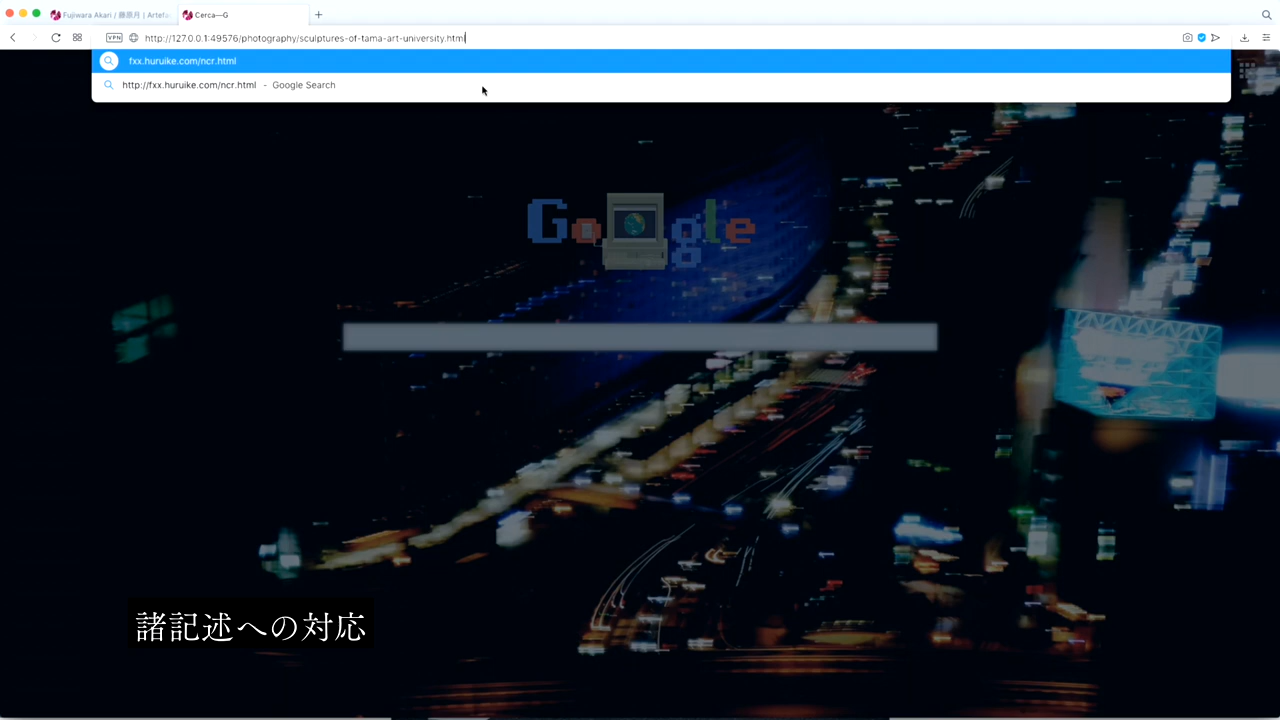 Fujiwara Akari / 藤原月 | Artefa
Cerca—G
VPN
http://127.0.0.1:49576/photography/sculptures-of-tama-art-university.html
fxx.huruike.com/ncr.html
http://fxx.huruike.com/ncr.html - Google Search
Google
諸記述への対応